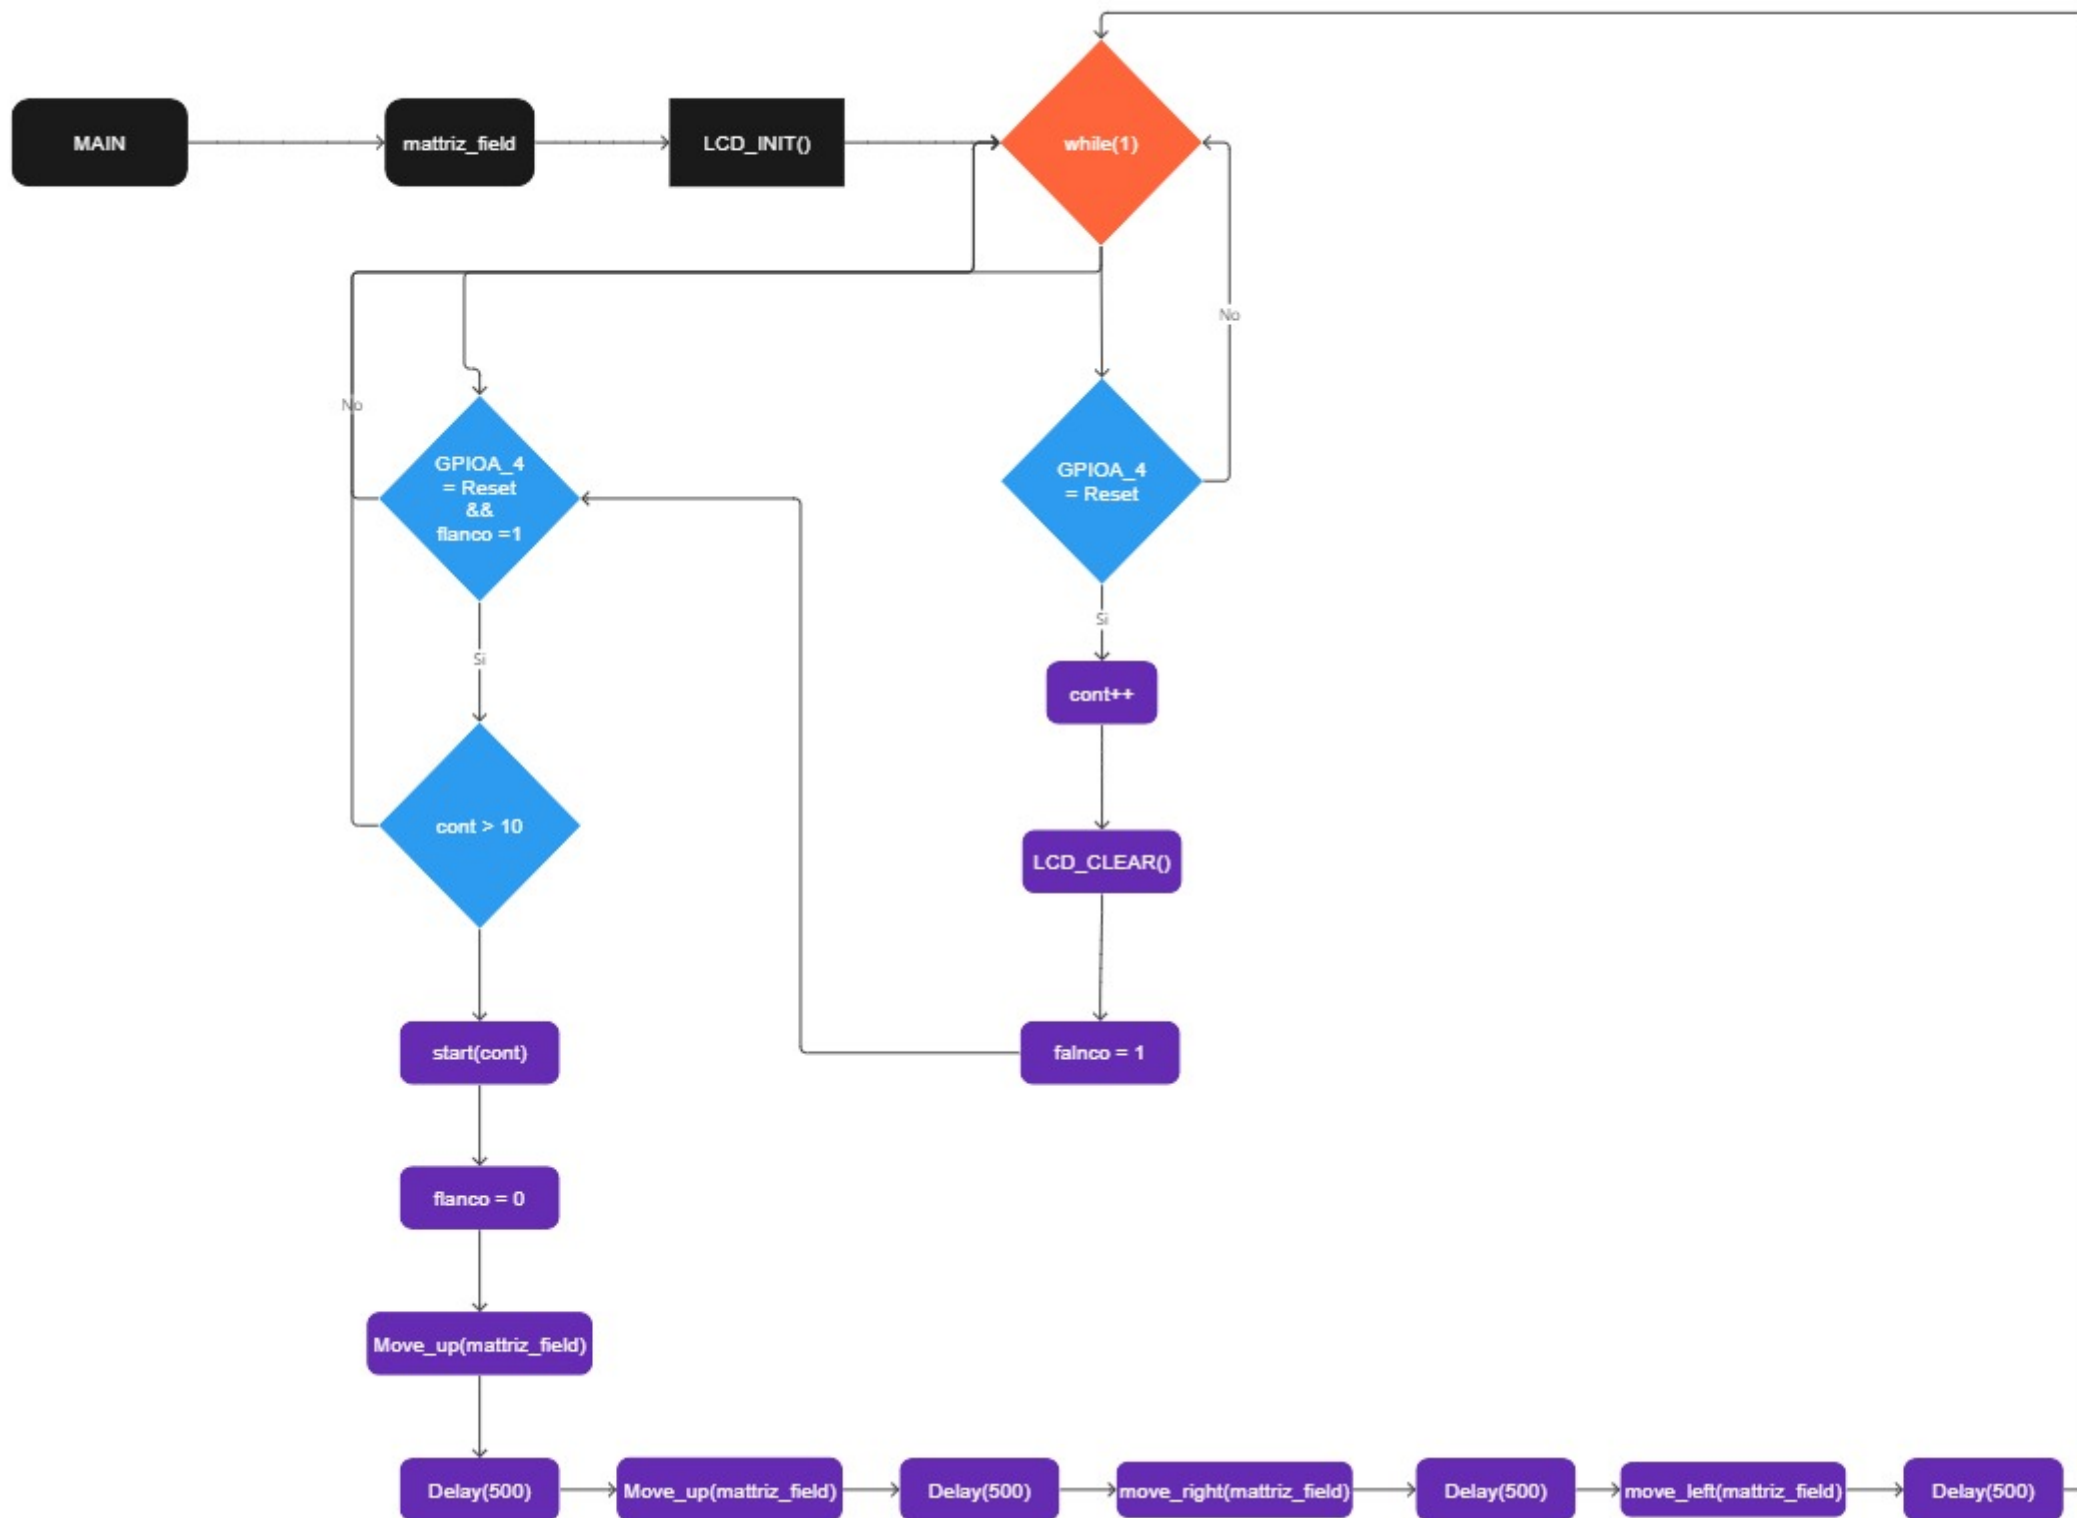 MAIN
mattriz_field
LCD_INIT()
while(1)
No
No
GPIOA_4
= Reset
&&
flanco =1
GPIOA_4
= Reset
Si
Si
cont++
cont > 10
LCD_CLEAR()
start(cont)
falnco = 1
flanco = 0
Move_up(mattriz_field)
Delay(500)
Move_up(mattriz_field)
Delay(500)
move_right(mattriz_field)
Delay(500)
move_left(mattriz_field)
Delay(500)